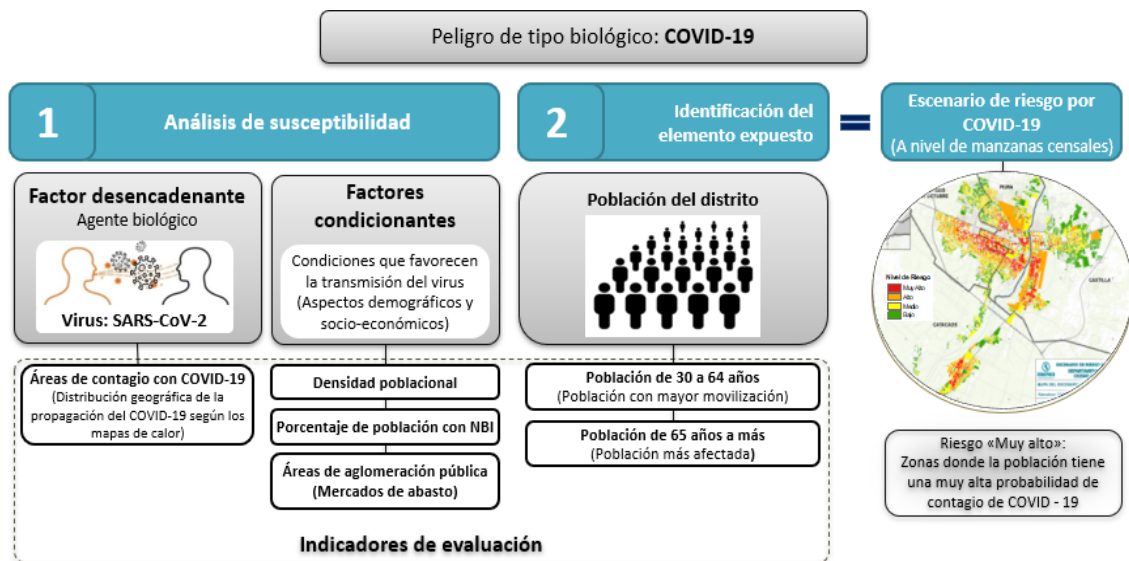 Peligro de tipo biológico: COVID-19
1
Análisis de susceptibilidad
2
Identificación del
elemento expuesto
=
Escenario de riesgo por
COVID-19
(A nivel de manzanas censales)
Factor desencadenante
Agente biológico
Virus: SARS-CoV-2
Factores
condicionantes
Condiciones que favorecen
la transmisión del virus
(Aspectos demográficos y
socio-económicos)
Población del distrito
PIURA
CASTILLA
CATACAOS
Nivel de Riesgo
Muy Alto
Alto
Medio
Bajo
Áreas de contagio con COVID-19
(Distribución geográfica de la
propagación del COVID-19 según los
mapas de calor)
Densidad poblacional
Porcentaje de población con NBI
Áreas de aglomeración pública
(Mercados de abasto)
Población de 30 a 64 años
(Población con mayor movilización)
Población de 65 años a más
(Población más afectada)
Riesgo «Muy alto»:
Zonas donde la población tiene
una muy alta probabilidad de
contagio de COVID - 19
Indicadores de evaluación